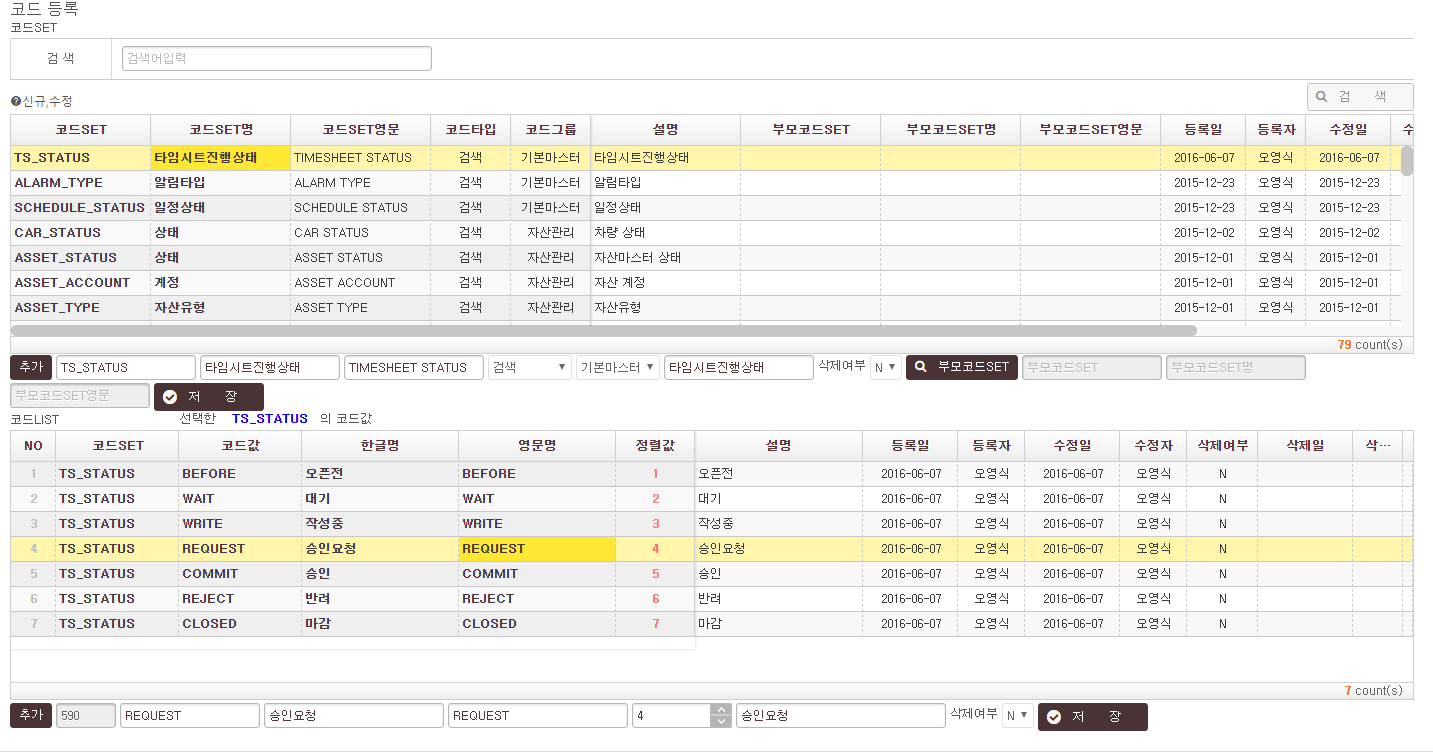 코드 등록
코드SET
검 색 검색어입력
신규,수정 검 색
코드SET 코드SET명 코드SET영문 코드타입 코드그룹 설명 부모코드SET 부모코드SET명 부모코드SET영문 등록일 등록자 수정일 수
TS_STATUS 타임시트진행상태 TIMESHEET STATUS 검색 기본마스터 타임시트진행상태 2016-06-07 오영식 2016-06-07
ALARM_TYPE 알림타입 ALARM TYPE 검색 기본마스터 알림타입 2015-12-23 오영식 2015-12-23
SCHEDULE_STATUS 일정상태 SCHEDULE STATUS 검색 기본마스터 일정상태 2015-12-23 오영식 2015-12-23
CAR_STATUS 상태 CAR STATUS 검색 자산관리 차량 상태 2015-12-02 오영식 2015-12-02
ASSET_STATUS 상태 ASSET STATUS 검색 자산관리 자산마스터 상태 2015-12-01 오영식 2015-12-01
ASSET_ACCOUNT 계정 ASSET ACCOUNT 검색 자산관리 자산 계정 2015-12-01 오영식 2015-12-01
ASSET_TYPE 자산유형 ASSET TYPE 검색 자산관리 자산유형 2015-12-01 오영식 2015-12-01
79 count(s)
추가 TS_STATUS 타임시트진행상태 TIMESHEET STATUS 검색 기본마스터 타임시트진행상태 삭제여부 N 부모코드SET 부모코드SET 부모코드SET명
부모코드SET영문 저 장
코드LIST 선택한 TS_STATUS 의 코드값
NO 코드SET 코드값 한글명 영문명 정렬값 설명 등록일 등록자 수정일 수정자 삭제여부 삭제일 삭…
1 TS_STATUS BEFORE 오픈전 BEFORE 1 오픈전 2016-06-07 오영식 2016-06-07 오영식 N
2 TS_STATUS WAIT 대기 WAIT 2 대기 2016-06-07 오영식 2016-06-07 오영식 N
3 TS_STATUS WRITE 작성중 WRITE 3 작성중 2016-06-07 오영식 2016-06-07 오영식 N
4 TS_STATUS REQUEST 승인요청 REQUEST 4 승인요청 2016-06-07 오영식 2016-06-07 오영식 N
5 TS_STATUS COMMIT 승인 COMMIT 5 승인 2016-06-07 오영식 2016-06-07 오영식 N
6 TS_STATUS REJECT 반려 REJECT 6 반려 2016-06-07 오영식 2016-06-07 오영식 N
7 TS_STATUS CLOSED 마감 CLOSED 7 마감 2016-06-07 오영식 2016-06-07 오영식 N
7 count(s)
추가 590 REQUEST 승인요청 REQUEST 4 승인요청 삭제여부 N 저 장